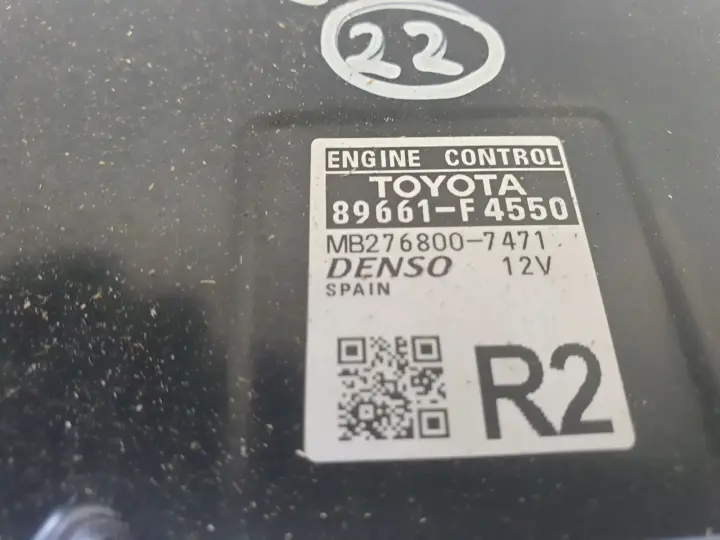 22
ENGINE CONTROL
TOYOTA
89661-F4550
MB276800-7471
DENSO 12V
SPAIN
R2